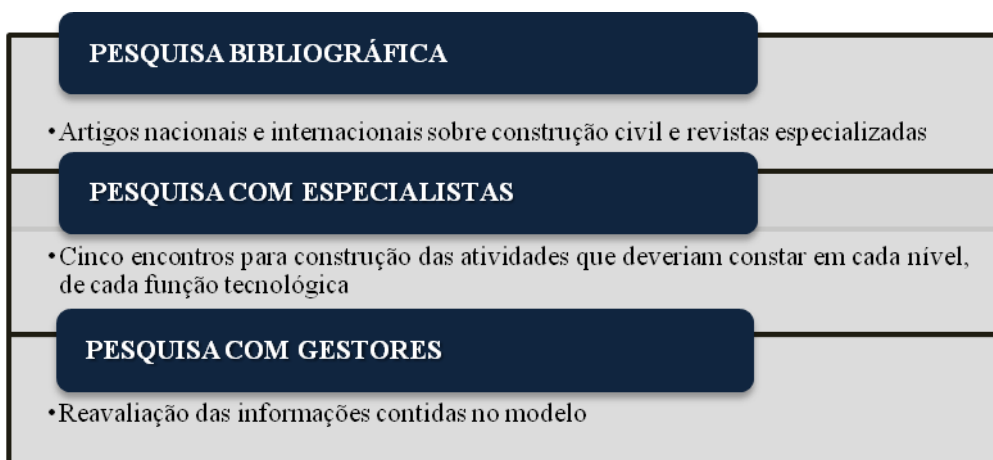 PESQUISA BIBLIOGRÁFICA
•Artigos nacionais e internacionais sobre construção civil e revistas especializadas
PESQUISA COM ESPECIALISTAS
•Cinco encontros para construção das atividades que deveriam constar em cada nível,
de cada função tecnológica
PESQUISA COM GESTORES
•Reavaliação das informações contidas no modelo